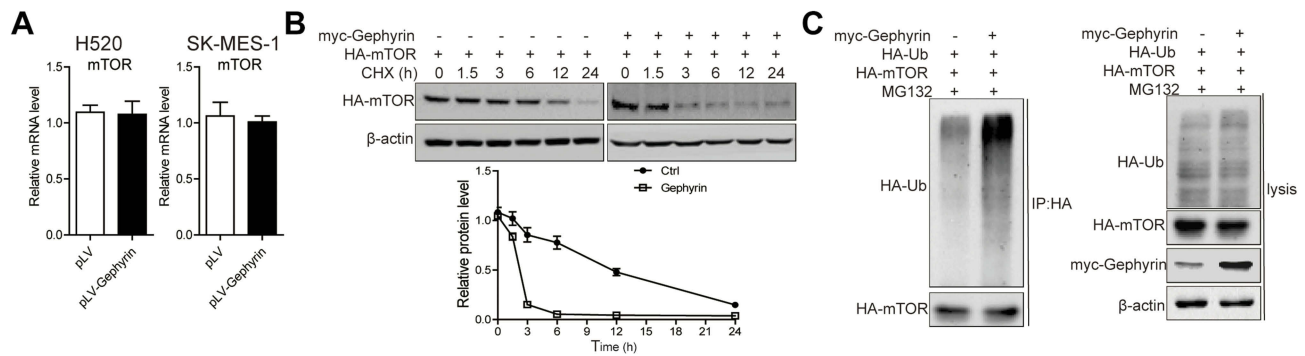 A
H520
mTOR
Relative mRNA level
1.5
1.0
0.5
0.0
pLV
pLV-Gephyrin
SK-MES-1
mTOR
Relative mRNA level
1.5
1.0
0.5
0.0
pLV
pLV-Gephyrin
B
myc-Gephyrin - - - - - - + + + + + +
HA-mTOR + + + + + + + + + + + +
CHX (h) 0 1.5 3 6 12 24 0 1.5 3 6 12 24
HA-mTOR
β-actin
Relative protein level
1.5
1.0
0.5
0.0
Ctrl
Gephyrin
0 3 6 9 12 15 18 21 24
Time (h)
C
myc-Gephyrin - +
HA-Ub + +
HA-mTOR + +
MG132 + +
HA-Ub
HA-mTOR
IP:HA
myc-Gephyrin - +
HA-Ub + +
HA-mTOR + +
MG132 + +
HA-Ub
HA-mTOR
myc-Gephyrin
β-actin
lysis